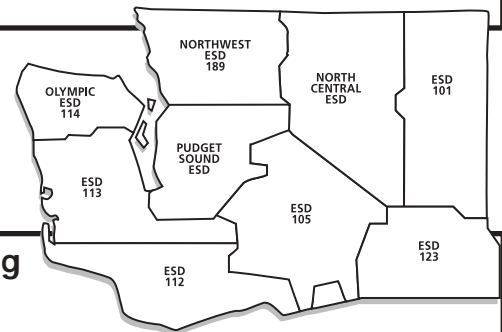 NORTHWEST
ESD
189
OLYMPIC
ESD
114
NORTH
CENTRAL
ESD
ESD
101
PUDGET
SOUND
ESD
ESD
113
ESD
105
ESD
123
ESD
112
g